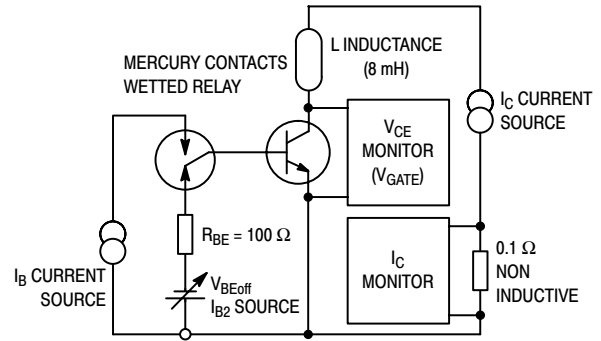 MERCURY CONTACTS
WETTED RELAY
L INDUCTANCE
(8 mH)
I_C CURRENT
SOURCE
V_CE
MONITOR
(V_GATE)
R_BE = 100 Ω
I_B CURRENT
SOURCE
V_BEoff
I_B2 SOURCE
I_C
MONITOR
0.1 Ω
NON
INDUCTIVE